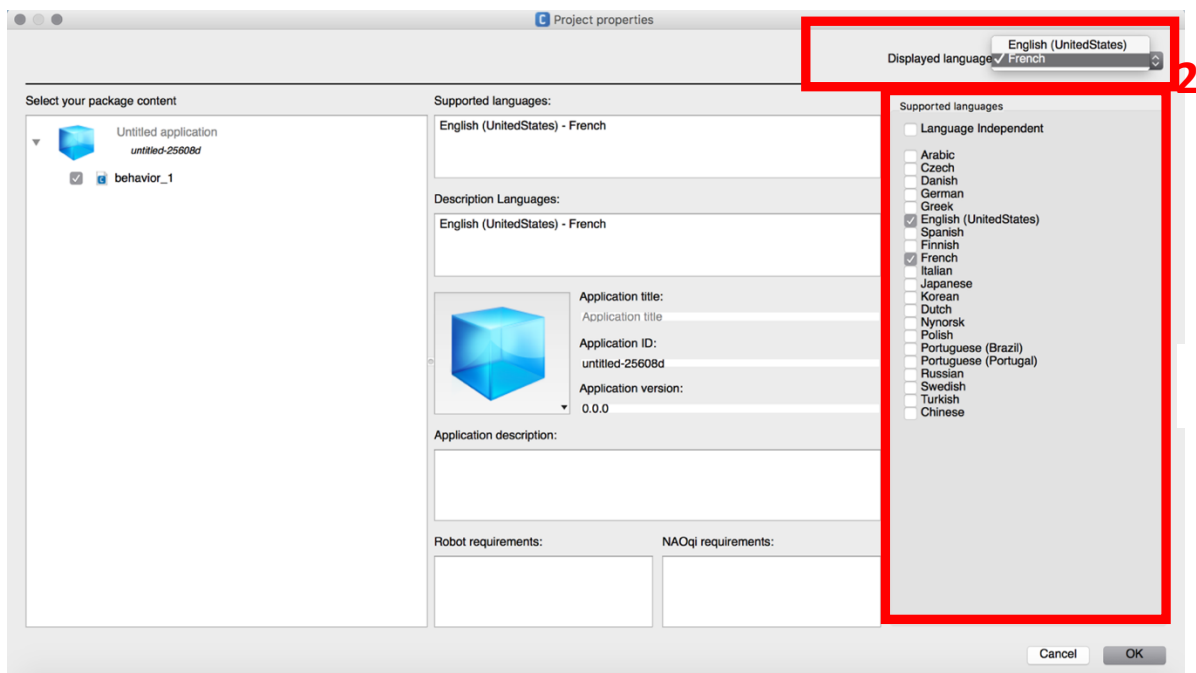 Project properties
English (UnitedStates)
Displayed language ✓ French
2
Select your package content
Untitled application
untitled-25608d
behavior_1
Supported languages:
English (UnitedStates) - French
Description Languages:
English (UnitedStates) - French
Application title:
Application title
Application ID:
untitled-25608d
Application version:
0.0.0
Application description:
Robot requirements:
NAOqi requirements:
Supported languages
Language Independent
Arabic
Czech
Danish
German
Greek
English (UnitedStates)
Spanish
Finnish
French
Italian
Japanese
Korean
Dutch
Nynorsk
Polish
Portuguese (Brazil)
Portuguese (Portugal)
Russian
Swedish
Turkish
Chinese
Cancel
OK